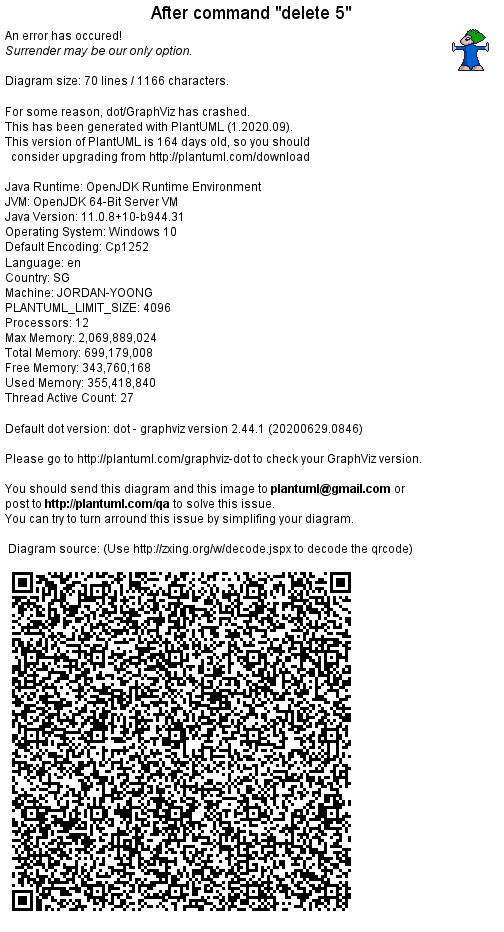 After command "delete 5"
An error has occured!
Surrender may be our only option.
Diagram size: 70 lines / 1166 characters.
For some reason, dot/GraphViz has crashed.
This has been generated with PlantUML (1.2020.09).
This version of PlantUML is 164 days old, so you should
consider upgrading from http://plantuml.com/download
Java Runtime: OpenJDK Runtime Environment
JVM: OpenJDK 64-Bit Server VM
Java Version: 11.0.8+10-b944.31
Operating System: Windows 10
Default Encoding: Cp1252
Language: en
Country: SG
Machine: JORDAN-YOONG
PLANTUML_LIMIT_SIZE: 4096
Processors: 12
Max Memory: 2,069,889,024
Total Memory: 699,179,008
Free Memory: 343,760,168
Used Memory: 355,418,840
Thread Active Count: 27
Default dot version: dot - graphviz version 2.44.1 (20200629.0846)
Please go to http://plantuml.com/graphviz-dot to check your GraphViz version.
You should send this diagram and this image to plantuml@gmail.com or
post to http://plantuml.com/qa to solve this issue.
You can try to turn arround this issue by simplifing your diagram.
Diagram source: (Use http://zxing.org/w/decode.jspx to decode the qrcode)